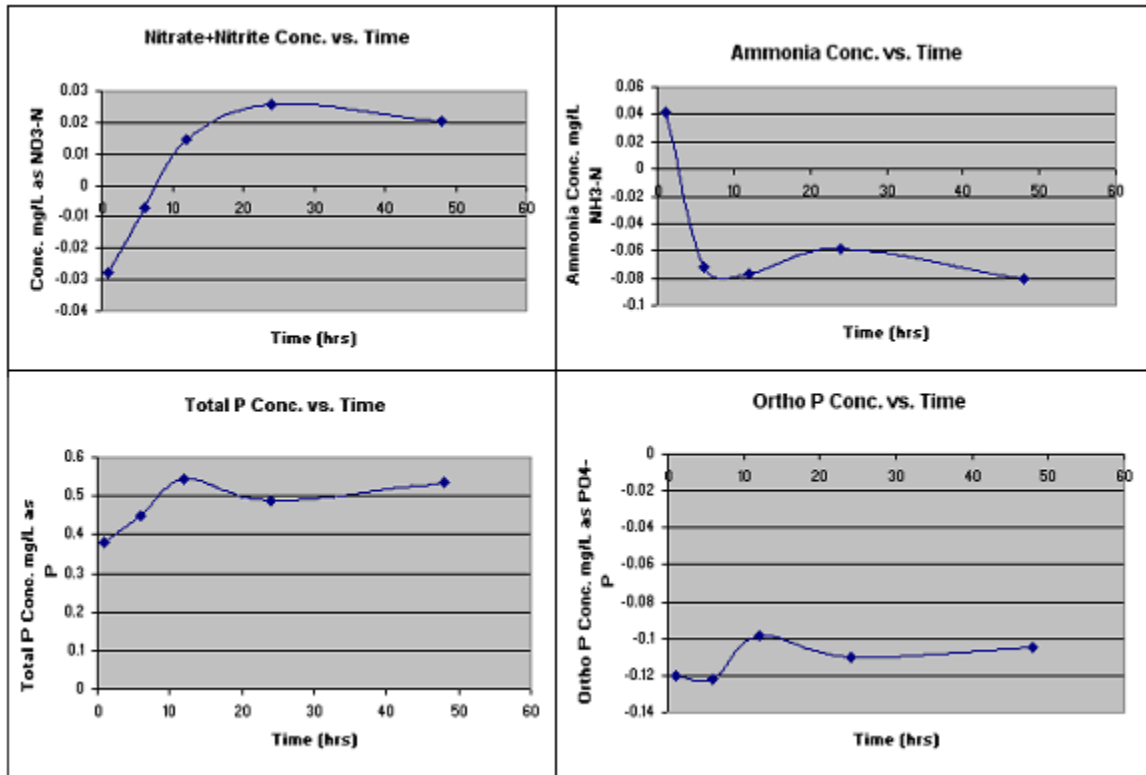 Nitrate+Nitrite Conc. vs. Time
Conc. mg/L as NO3-N
0.03
0.02
0.01
0
-0.01
-0.02
-0.03
-0.04
0 10 20 30 40 50 60
Time (hrs)
Ammonia Conc. vs. Time
Ammonia Conc. mg/L
NH3-N
0.06
0.04
0.02
0
-0.02
-0.04
-0.06
-0.08
-0.1
0 10 20 30 40 50 60
Time (hrs)
Total P Conc. vs. Time
Total P Conc. mg/L as
P
0.6
0.5
0.4
0.3
0.2
0.1
0
0 10 20 30 40 50 60
Time (hrs)
Ortho P Conc. vs. Time
Ortho P Conc. mg/L as PO4-
P
0
-0.02
-0.04
-0.06
-0.08
-0.1
-0.12
-0.14
0 10 20 30 40 50 60
Time (hrs)